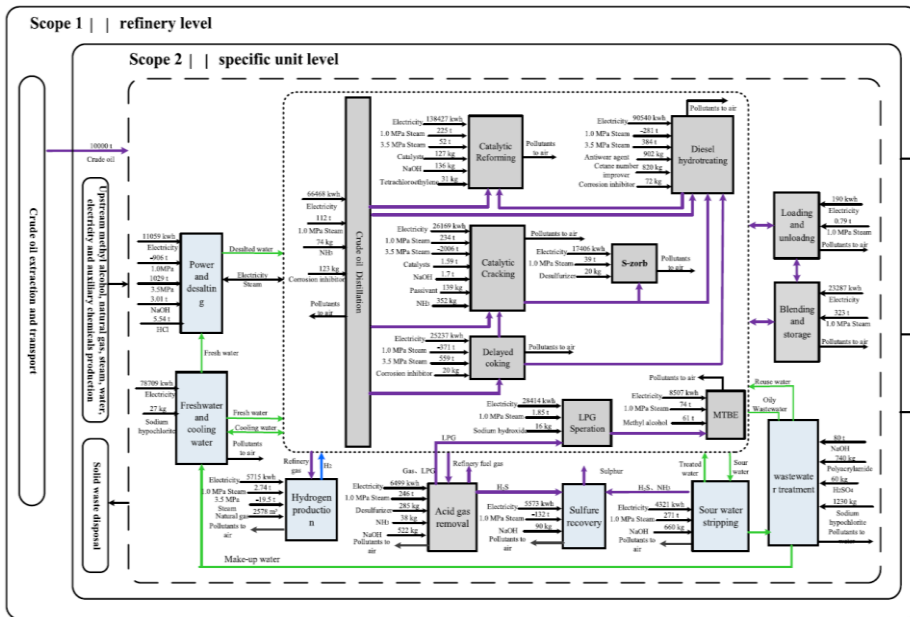 Scope 1 | | refinery level
Scope 2 | | specific unit level
Crude oil extraction and transport
10000 t
Crude oil
Upstream methyl alcohol, natural gas, steam, water,
electricity and auxiliary chemicals production
Solid waste disposal
11059 kwh
Electricity
-906 t
1.0MPa
1029 t
3.5MPa
3.01 t
NaOH
5.54 t
HCl
Power and
desaltin
g
Desalted water
Electricity
Steam
Fresh water
78709 kwh
Electricity
27 kg
Sodium
hypochlorite
Freshwater
and cooling
water
Fresh water
Cooling water
Pollutants
to air
Make-up water
66468 kwh
Electricity
112 t
1.0 MPa Steam
74 kg
NH3
123 kg
Corrosion inhibitor
Pollutants
to air
Crude oil Distillation
Electricity
138427 kwh
1.0 MPa Steam
225 t
3.5 MPa Steam
52 t
Catalysts
127 kg
NaOH
136 kg
Tetrachloroethylene
31 kg
Catalytic
Reforming
Pollutants
to air
Electricity
26169 kwh
1.0 MPa Steam
234 t
3.5 MPa Steam
-2006 t
Catalysts
1.59 t
NaOH
1.7 t
Passivant
139 kg
NH3
352 kg
Catalytic
Cracking
Pollutants to air
Electricity
17406 kwh
1.0 MPa Steam
39 t
Desulfurizer
20 kg
S-zorb
Pollutants
to air
Electricity
25237 kwh
1.0 MPa Steam
-371 t
3.5 MPa Steam
559 t
Corrosion inhibitor
20 kg
Delayed
coking
Pollutants to air
Pollutants to air
Electricity
90540 kwh
1.0 MPa Steam
-281 t
3.5 MPa Steam
384 t
Antiwear agent
902 kg
Cetane number
improver
820 kg
Corrosion inhibitor
72 kg
Diesel
hydrotreating
Electricity
28414 kwh
1.0 MPa Steam
1.85 t
Sodium hydroxide
16 kg
LPG
Speration
Pollutants to air
Electricity
8507 kwh
1.0 MPa Steam
74 t
Methyl alcohol
61 t
MTBE
Loading and
unloadng
190 kwh
Electricity
0.79 t
1.0 MPa Steam
Pollutants to air
Blending and
storage
23287 kwh
Electricity
323 t
1.0 MPa Steam
Pollutants to air
Reuse water
Oily
Wastewater
Treated
water
Sour
water
wastewate
r treatment
80 t
NaOH
740 kg
Polyacrylamide
60 kg
H2SO4
1230 kg
Sodium
hypochlorite
Pollutants to
water
Refinery
gas
H2
Electricity
5715 kwh
1.0 MPa Steam
2.74 t
3.5 MPa
Steam
-19.5 t
Natural gas
2578 m³
Pollutants to
air
Hydrogen
productio
n
LPG
Gas、LPG
Refinery fuel gas
Electricity
6499 kwh
1.0 MPa Steam
246 t
Desulfurizer
285 kg
NH3
38 kg
NaOH
522 kg
Pollutants to
air
Acid gas
removal
H2S
Sulphur
Electricity
5573 kwh
1.0 MPa Steam
-132 t
NaOH
90 kg
Pollutants to
air
Sulfure
recovery
H2S、NH3
Electricity
4321 kwh
1.0 MPa Steam
271 t
NaOH
660 kg
Pollutants to
air
Sour water
stripping